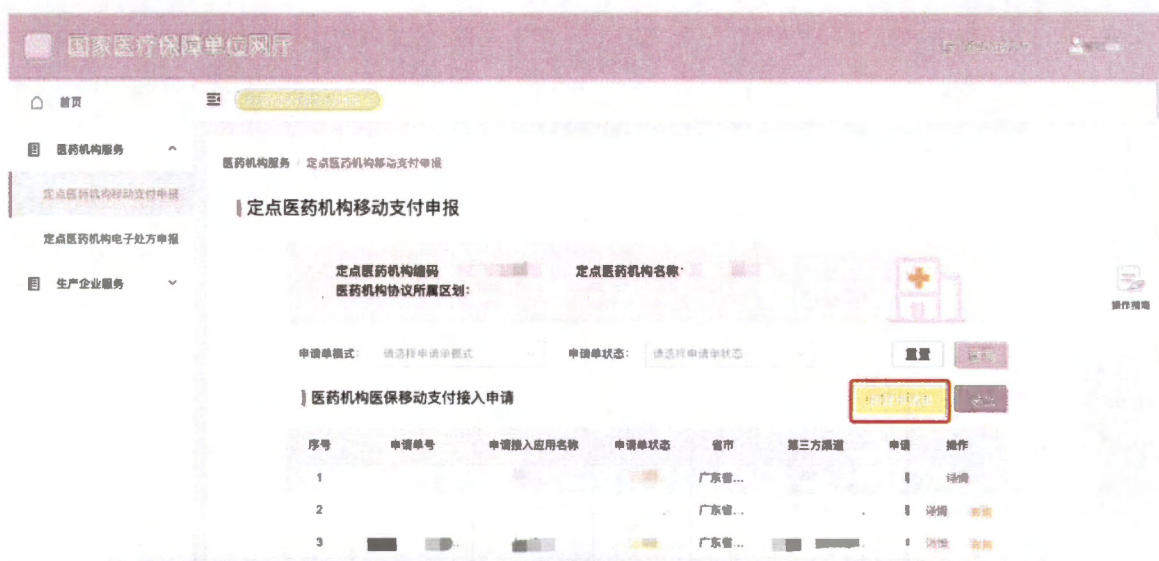 国家医疗保障单位网厅
首页
医药机构服务
医药机构服务 / 定点医药机构移动支付申报
定点医药机构移动支付申报
定点医药机构移动支付申报
定点医药机构电子处方申报
定点医药机构编码 定点医药机构名称:
生产企业服务
医药机构协议所属区划:
操作指南
申请单模式: 请选择申请单模式 申请单状态: 请选择申请单状态 重置
医药机构医保移动支付接入申请
序号 申请单号 申请接入应用名称 申请单状态 省市 第三方渠道 申请 操作
1 广东省... 详情
2 广东省... 详情
3 广东省... 详情